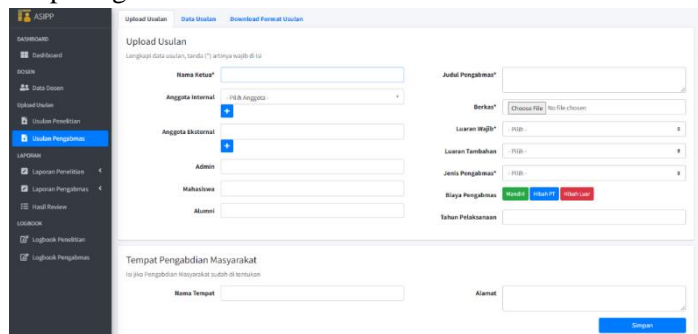 ASIPP
DASHBOARD
Dashboard
DOSEN
Data Dosen
Upload Usulan
Usulan Penelitian
Usulan Pengabmas
LAPORAN
Laporan Penelitian
Laporan Pengabmas
Hasil Review
LOGBOOK
Logbook Penelitian
Logbook Pengabmas
Upload Usulan Data Usulan Download Format Usulan
Upload Usulan
Lengkapi data usulan, tanda (*) artinya wajib di isi
Nama Ketua*
Anggota Internal - Pilih Anggota -
+
Anggota Eksternal
+
Admin
Mahasiswa
Alumni
Judul Pengabmas*
Berkas* Choose File No file chosen
Luaran Wajib* - Pilih -
Luaran Tambahan - Pilih -
Jenis Pengabmas* - Pilih -
Biaya Pengabmas Mandiri Hibah PT Hibah Luar
Tahun Pelaksanaan
Tempat Pengabdian Masyarakat
Isi jika Pengabdian Masyarakat sudah di tentukan
Nama Tempat
Alamat
Simpan